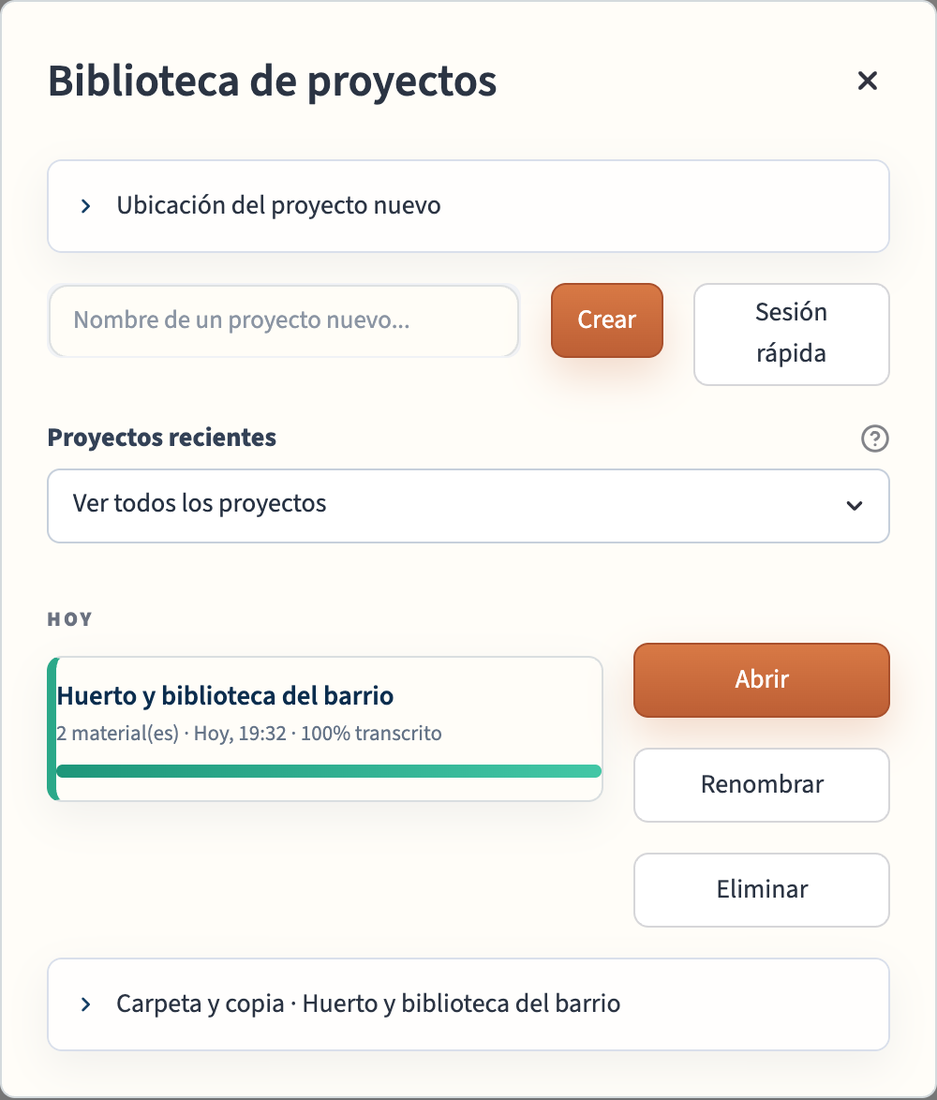 Biblioteca de proyectos
Ubicación del proyecto nuevo
Nombre de un proyecto nuevo...
Crear
Sesión
rápida
Proyectos recientes
Ver todos los proyectos
HOY
Huerto y biblioteca del barrio
2 material(es) · Hoy, 19:32 · 100% transcrito
Abrir
Renombrar
Eliminar
Carpeta y copia · Huerto y biblioteca del barrio